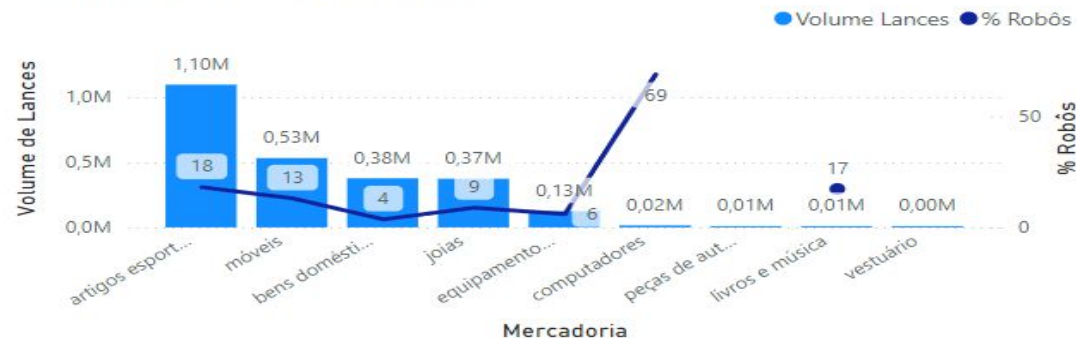 Volume Lances % Robôs
Volume de Lances
1,0M
0,5M
0,0M
1,10M
0,53M
0,38M
0,37M
0,13M
0,02M
0,01M
0,01M
0,00M
18
13
4
9
6
69
17
50
0
% Robôs
artigos esport...
móveis
bens domésti...
joias
equipamento...
computadores
peças de aut...
livros e música
vestuário
Mercadoria